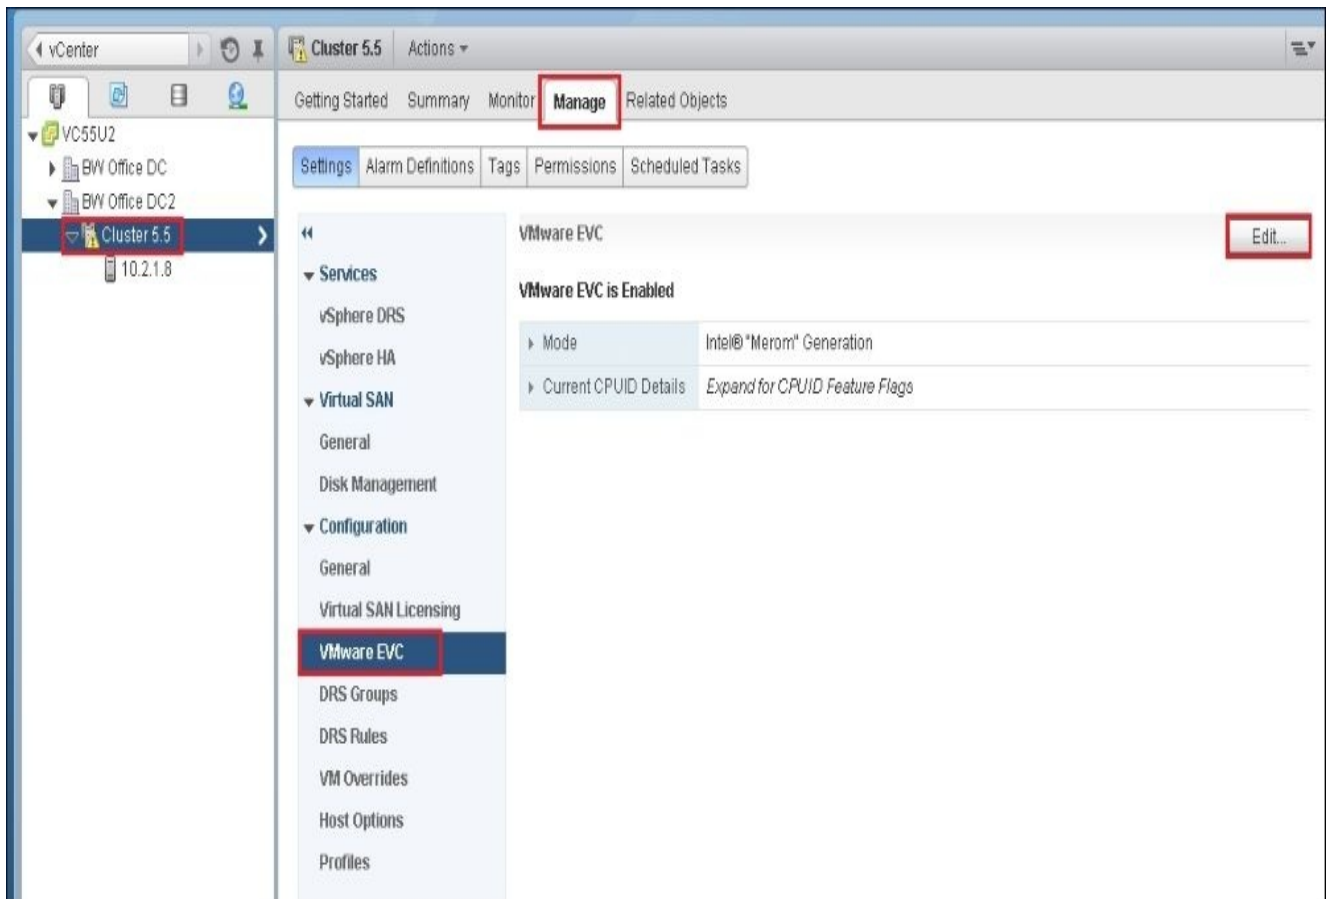 vCenter
Cluster 5.5 Actions
Getting Started Summary Monitor Manage Related Objects
VC55U2
BW Office DC
BW Office DC2
Cluster 5.5
10.2.1.8
Settings Alarm Definitions Tags Permissions Scheduled Tasks
Services
vSphere DRS
vSphere HA
Virtual SAN
General
Disk Management
Configuration
General
Virtual SAN Licensing
VMware EVC
DRS Groups
DRS Rules
VM Overrides
Host Options
Profiles
VMware EVC
Edit...
VMware EVC is Enabled
Mode Intel® "Merom" Generation
Current CPUID Details Expand for CPUID Feature Flags